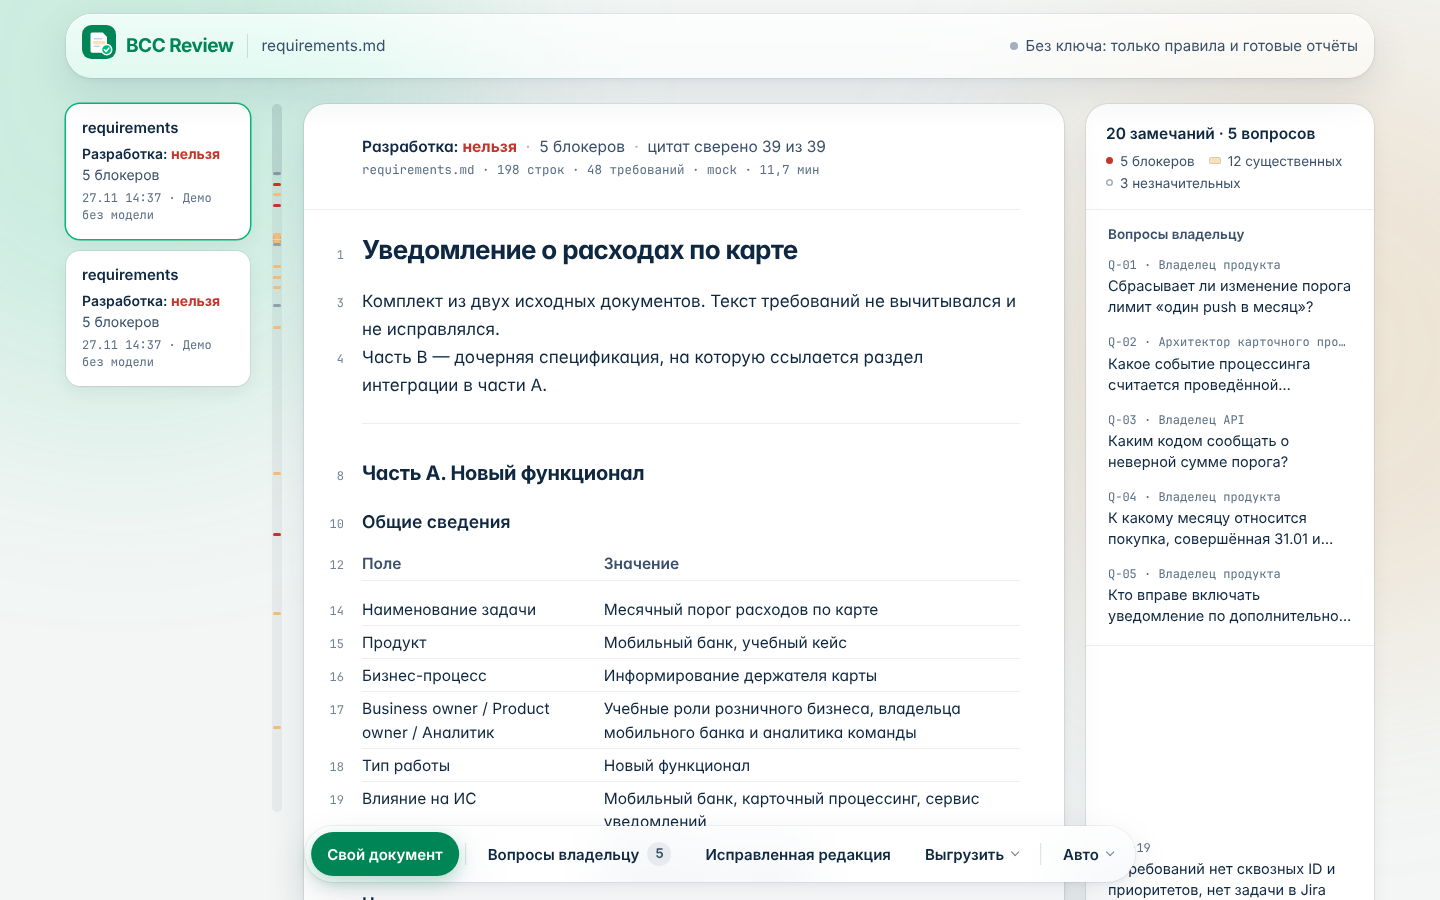 BCC Review
requirements.md
Без ключа: только правила и готовые отчёты
requirements
Разработка: нельзя
5 блокеров
27.11 14:37 · Демо
без модели
requirements
Разработка: нельзя
5 блокеров
27.11 14:37 · Демо
без модели
Разработка: нельзя · 5 блокеров · цитат сверено 39 из 39
requirements.md · 198 строк · 48 требований · mock · 11,7 мин
1 Уведомление о расходах по карте
3 Комплект из двух исходных документов. Текст требований не вычитывался и
не исправлялся.
4 Часть B — дочерняя спецификация, на которую ссылается раздел
интеграции в части А.
8 Часть А. Новый функционал
10 Общие сведения
12 Поле Значение
14 Наименование задачи Месячный порог расходов по карте
15 Продукт Мобильный банк, учебный кейс
16 Бизнес-процесс Информирование держателя карты
17 Business owner / Product Учебные роли розничного бизнеса, владельца
owner / Аналитик мобильного банка и аналитика команды
18 Тип работы Новый функционал
19 Влияние на ИС Мобильный банк, карточный процессинг, сервис
уведомлений
20 замечаний · 5 вопросов
5 блокеров 12 существенных
3 незначительных
Вопросы владельцу
Q-01 · Владелец продукта
Сбрасывает ли изменение порога
лимит «один push в месяц»?
Q-02 · Архитектор карточного про…
Какое событие процессинга
считается проведённой…
Q-03 · Владелец API
Каким кодом сообщать о
неверной сумме порога?
Q-04 · Владелец продукта
К какому месяцу относится
покупка, совершённая 31.01 и…
Q-05 · Владелец продукта
Кто вправе включать
уведомление по дополнительно…
19
требований нет сквозных ID и
приоритетов, нет задачи в Jira
Свой документ Вопросы владельцу 5 Исправленная редакция Выгрузить Авто